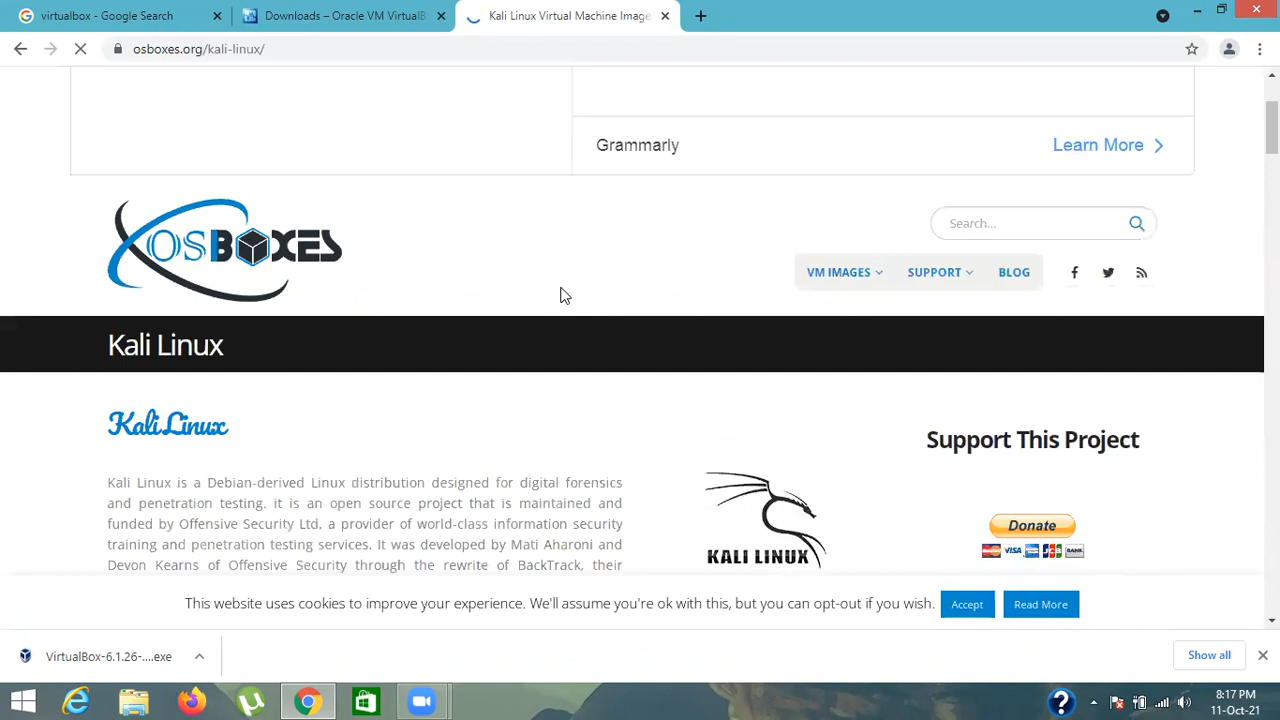 virtualbox - Google Search
Downloads – Oracle VM VirtualB
Kali Linux Virtual Machine Image
osboxes.org/kali-linux/
Grammarly
Learn More
OSBOXES
Search...
VM IMAGES
SUPPORT
BLOG
Kali Linux
Kali Linux
Support This Project
Kali Linux is a Debian-derived Linux distribution designed for digital forensics
and penetration testing. it is an open source project that is maintained and
funded by Offensive Security Ltd, a provider of world-class information security
training and penetration testing services. It was developed by Mati Aharoni and
Devon Kearns of Offensive Security through the rewrite of BackTrack, their
KALI LINUX
Donate
VISA
BANK
This website uses cookies to improve your experience. We'll assume you're ok with this, but you can opt-out if you wish.
Accept
Read More
VirtualBox-6.1.26-....exe
Show all
8:17 PM
11-Oct-21